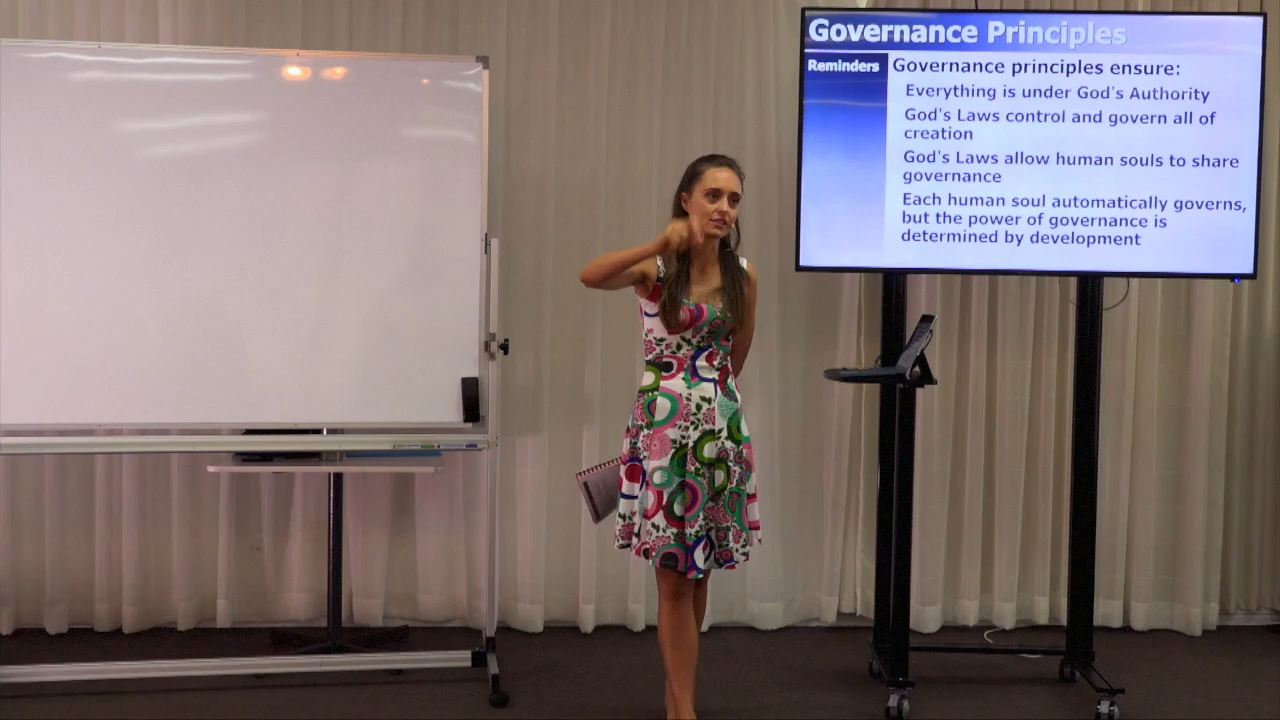 Governance Principles
Reminders
Governance principles ensure:
Everything is under God's Authority
God's Laws control and govern all of
creation
God's Laws allow human souls to share
governance
Each human soul automatically governs,
but the power of governance is
determined by development